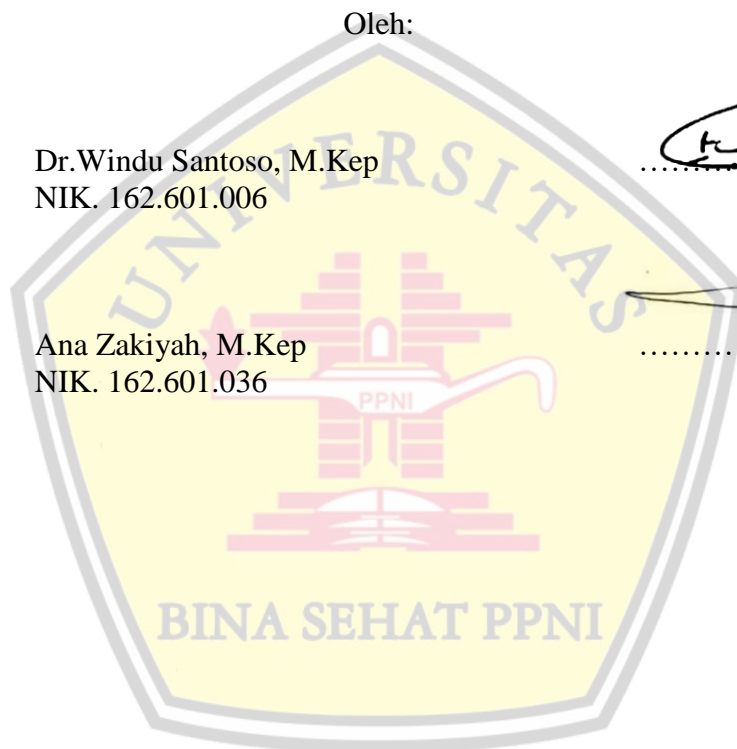 Oleh:
Dr.Windu Santoso, M.Kep
NIK. 162.601.006
UNIVERSITAS
Ana Zakiyah, M.Kep
NIK. 162.601.036
PPNI
BINA SEHAT PPNI